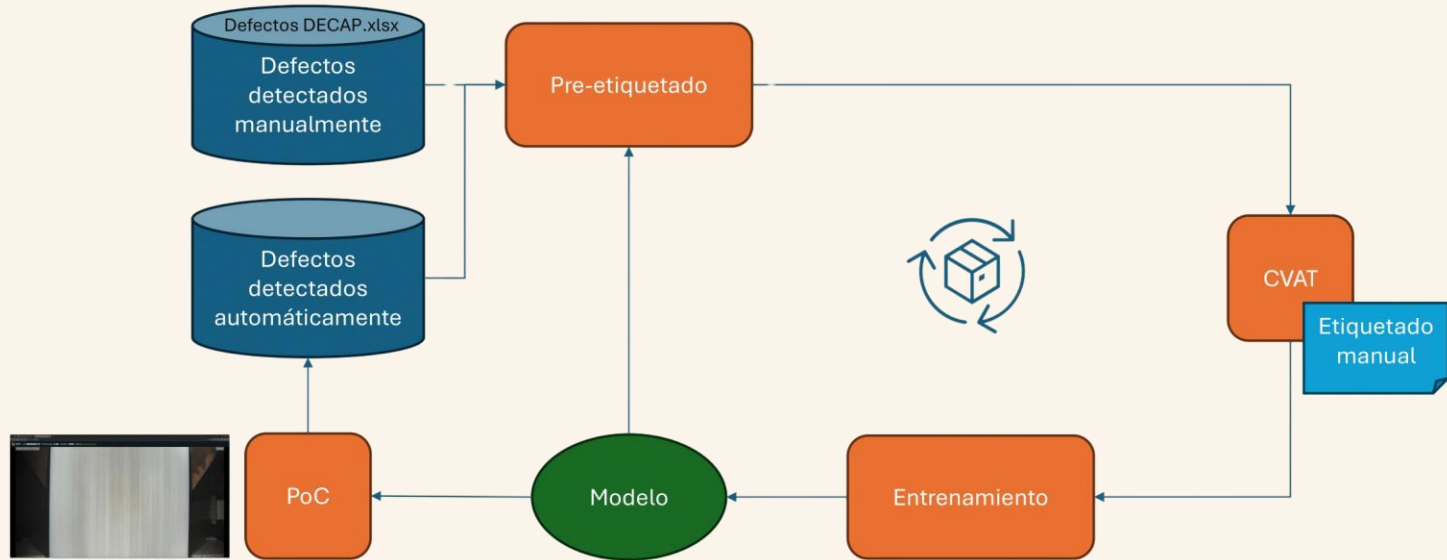 Defectos DECAP.xlsx
Defectos
detectados
manualmente
Pre-etiquetado
Defectos
detectados
automáticamente
CVAT
Etiquetado
manual
PoC
Modelo
Entrenamiento